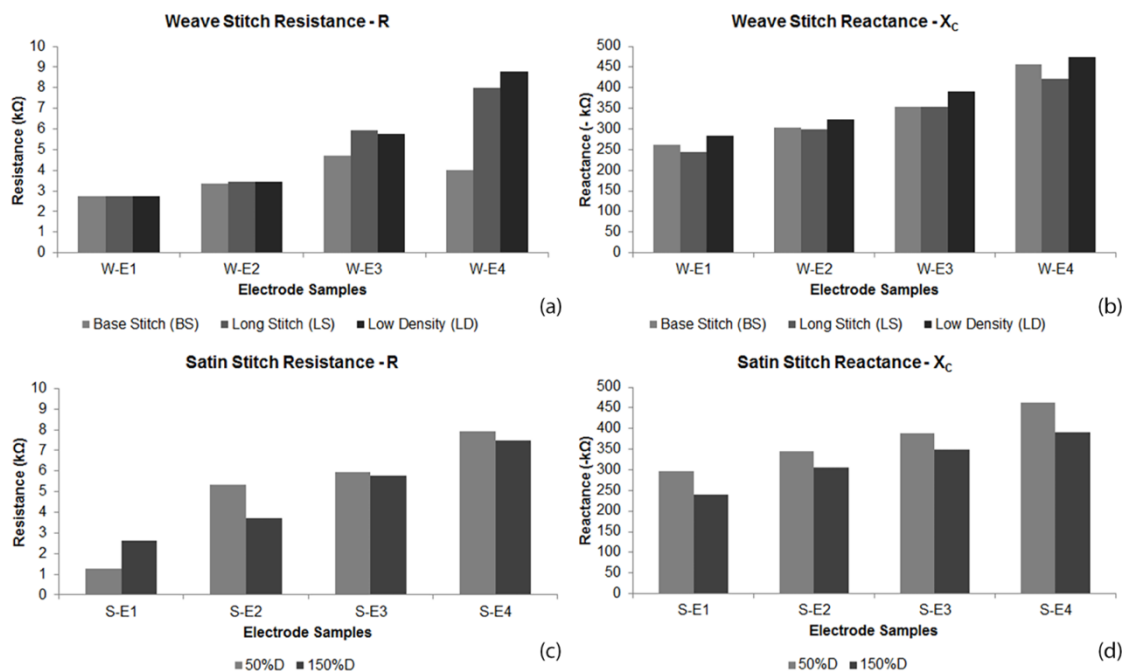 Weave Stitch Resistance - R
Resistance (kΩ)
10
9
8
7
6
5
4
3
2
1
0
W-E1 W-E2 W-E3 W-E4
Electrode Samples
Base Stitch (BS) Long Stitch (LS) Low Density (LD)
(a)
Weave Stitch Reactance - Xc
Reactance (- kΩ)
500
450
400
350
300
250
200
150
100
50
0
W-E1 W-E2 W-E3 W-E4
Electrode Samples
Base Stitch (BS) Long Stitch (LS) Low Density (LD)
(b)
Satin Stitch Resistance - R
Resistance (kΩ)
10
9
8
7
6
5
4
3
2
1
0
S-E1 S-E2 S-E3 S-E4
Electrode Samples
50%D 150%D
(c)
Satin Stitch Reactance - Xc
Reactance (-kΩ)
500
450
400
350
300
250
200
150
100
50
0
S-E1 S-E2 S-E3 S-E4
Electrode Samples
50%D 150%D
(d)